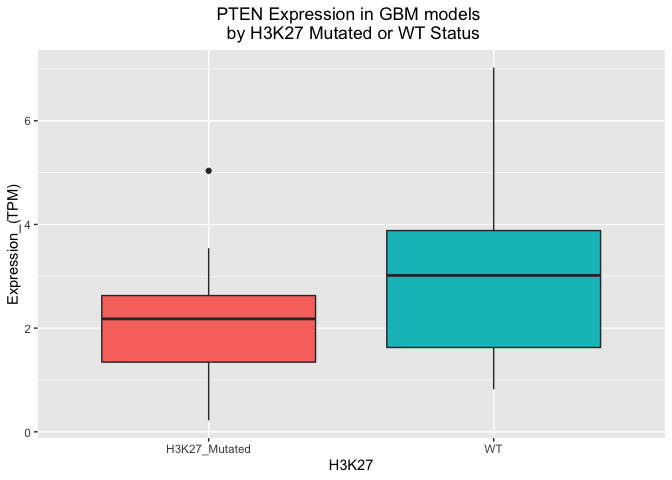 PTEN Expression in GBM models
by H3K27 Mutated or WT Status
Expression_(TPM)
6
4
2
0
H3K27_Mutated
WT
H3K27